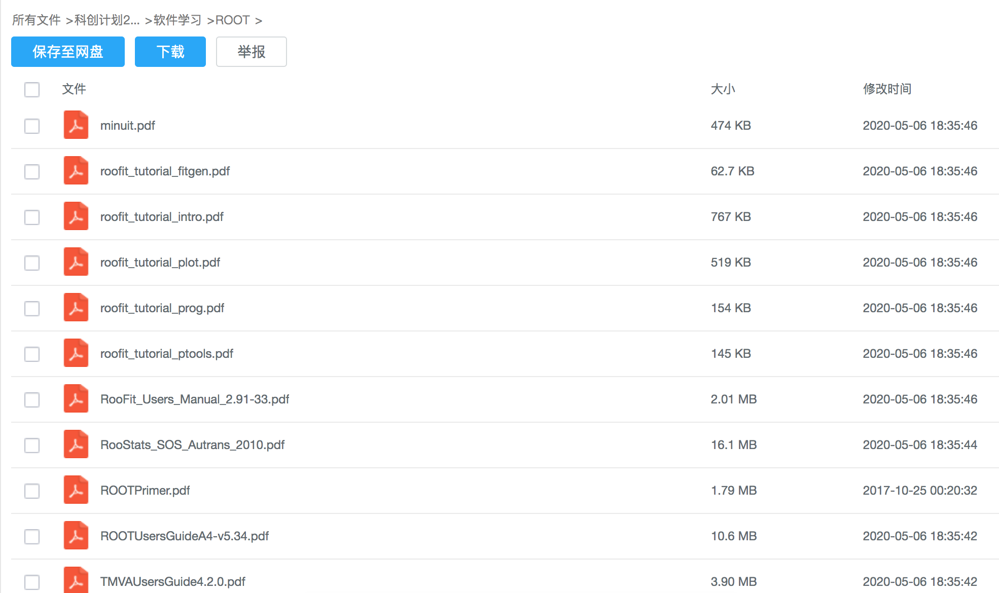 所有文件 >科创计划2... >软件学习 >ROOT >
保存至网盘 下载 举报
文件 大小 修改时间
minuit.pdf 474 KB 2020-05-06 18:35:46
roofit_tutorial_fitgen.pdf 62.7 KB 2020-05-06 18:35:46
roofit_tutorial_intro.pdf 767 KB 2020-05-06 18:35:46
roofit_tutorial_plot.pdf 519 KB 2020-05-06 18:35:46
roofit_tutorial_prog.pdf 154 KB 2020-05-06 18:35:46
roofit_tutorial_ptools.pdf 145 KB 2020-05-06 18:35:46
RooFit_Users_Manual_2.91-33.pdf 2.01 MB 2020-05-06 18:35:46
RooStats_SOS_Autrans_2010.pdf 16.1 MB 2020-05-06 18:35:44
ROOTPrimer.pdf 1.79 MB 2017-10-25 00:20:32
ROOTUsersGuideA4-v5.34.pdf 10.6 MB 2020-05-06 18:35:42
TMVAUsersGuide4.2.0.pdf 3.90 MB 2020-05-06 18:35:42